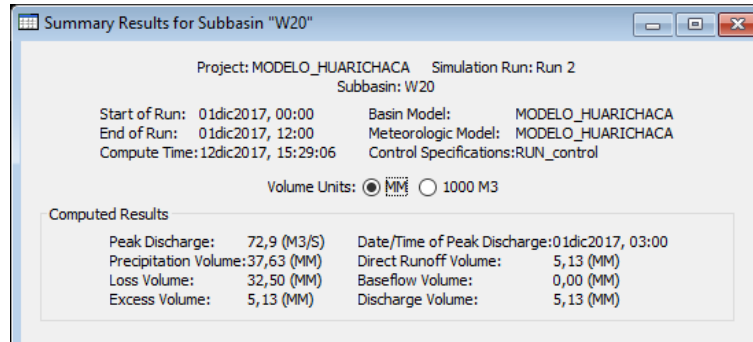 Summary Results for Subbasin "W20"
Project: MODELO_HUARICHACA Simulation Run: Run 2
Subbasin: W20
Start of Run: 01dic2017, 00:00 Basin Model: MODELO_HUARICHACA
End of Run: 01dic2017, 12:00 Meteorologic Model: MODELO_HUARICHACA
Compute Time:12dic2017, 15:29:06 Control Specifications:RUN_control
Volume Units: MM 1000 M3
Computed Results
Peak Discharge: 72,9 (M3/S) Date/Time of Peak Discharge:01dic2017, 03:00
Precipitation Volume:37,63 (MM) Direct Runoff Volume: 5,13 (MM)
Loss Volume: 32,50 (MM) Baseflow Volume: 0,00 (MM)
Excess Volume: 5,13 (MM) Discharge Volume: 5,13 (MM)